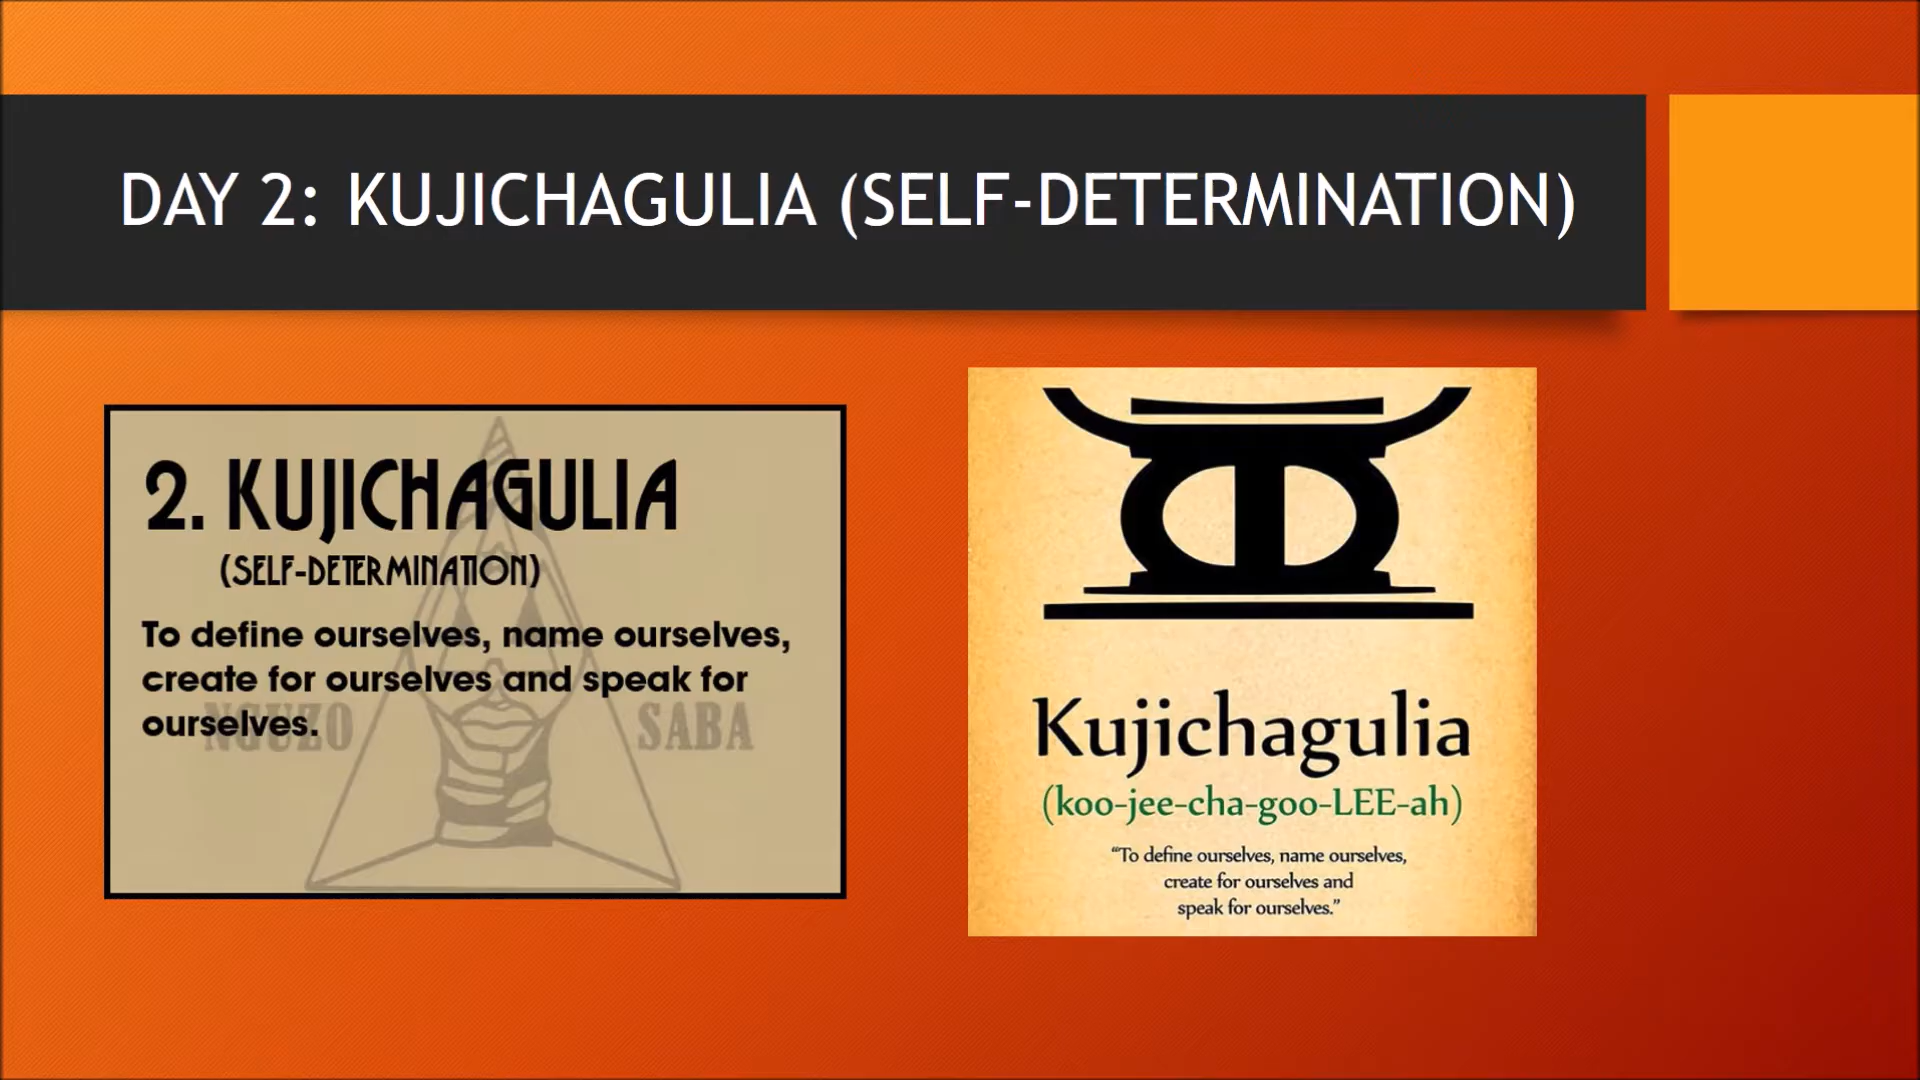 DAY 2: KUJICHAGULIA (SELF-DETERMINATION)
2. KUJICHAGULIA
(SELF-DETERMINATION)
To define ourselves, name ourselves,
create for ourselves and speak for
ourselves.
NGUZO SABA
Kujichagulia
(koo-jee-cha-goo-LEE-ah)
“To define ourselves, name ourselves,
create for ourselves and
speak for ourselves.”